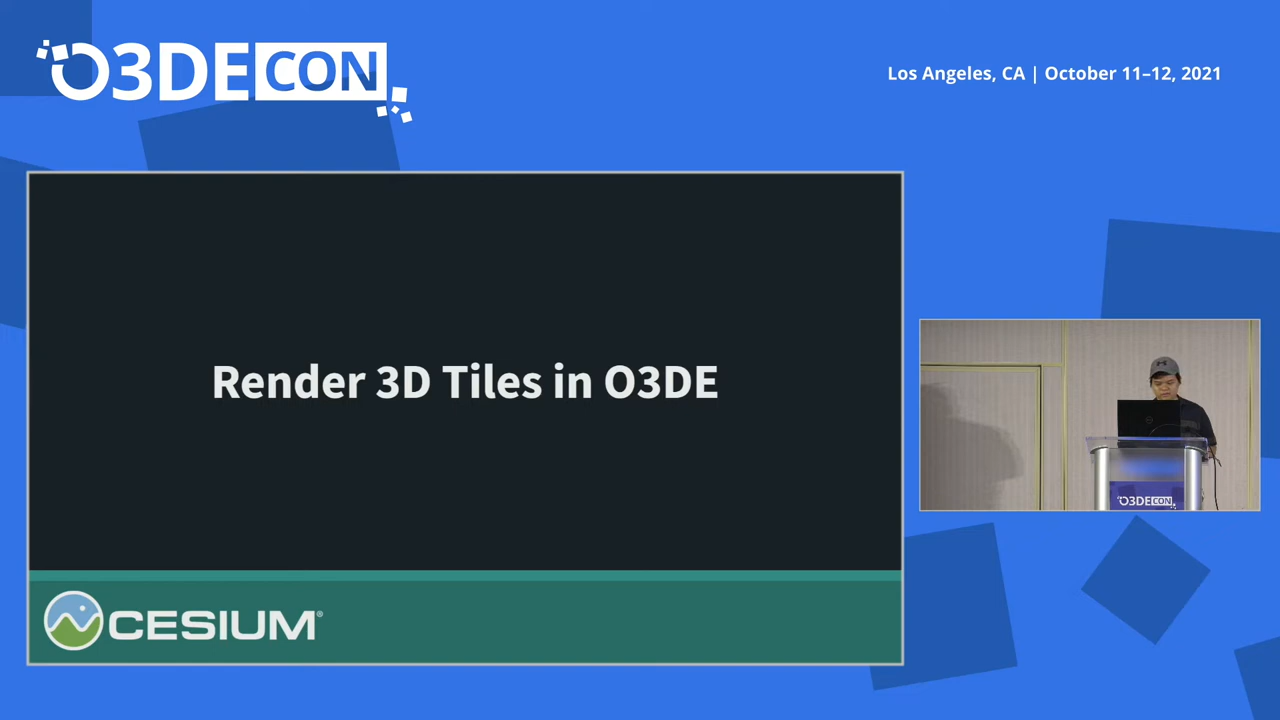 O3DECON
Los Angeles, CA | October 11–12, 2021
Render 3D Tiles in O3DE
O3DECON
CESIUM®